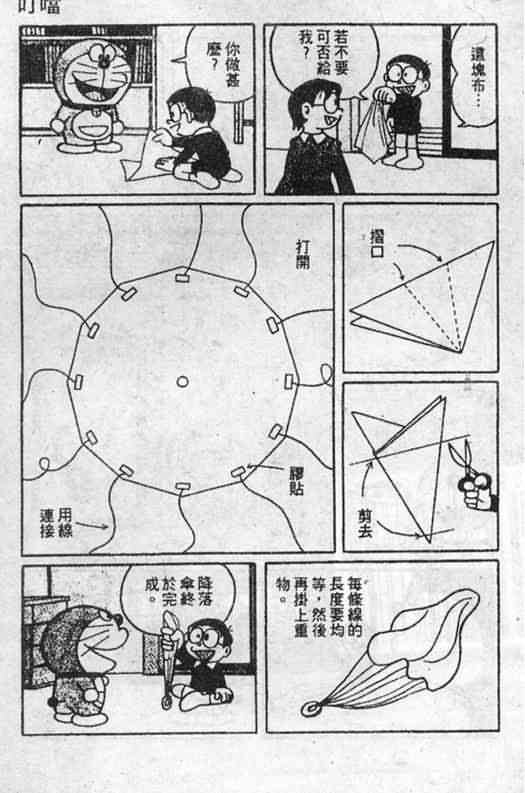 叮噹
這塊布…
若不要
可否給
我？
你做甚
麼？
摺口
剪去
打開
膠貼
用線
連接
每條線的
長度要均
等，然後
再掛上重
物。
降落
傘終
於完
成。